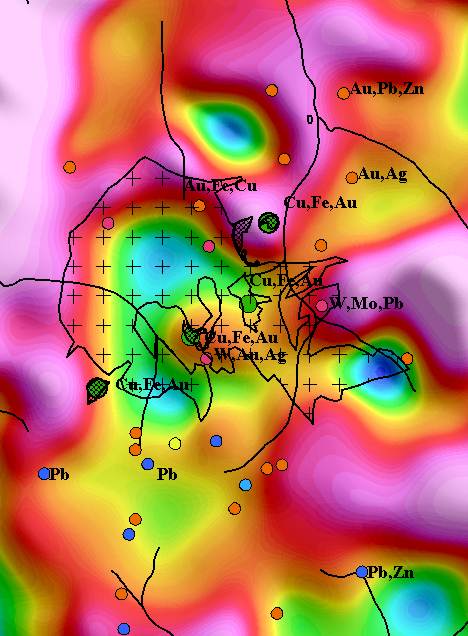 Au,Pb,Zn
0
Au,Ag
Au,Fe,Cu
Cu,Fe,Au
Cu,Fe,Au
W,Mo,Pb
Cu,Fe,Au
Au,Ag
Cu,Fe,Au
Pb
Pb
Pb,Zn